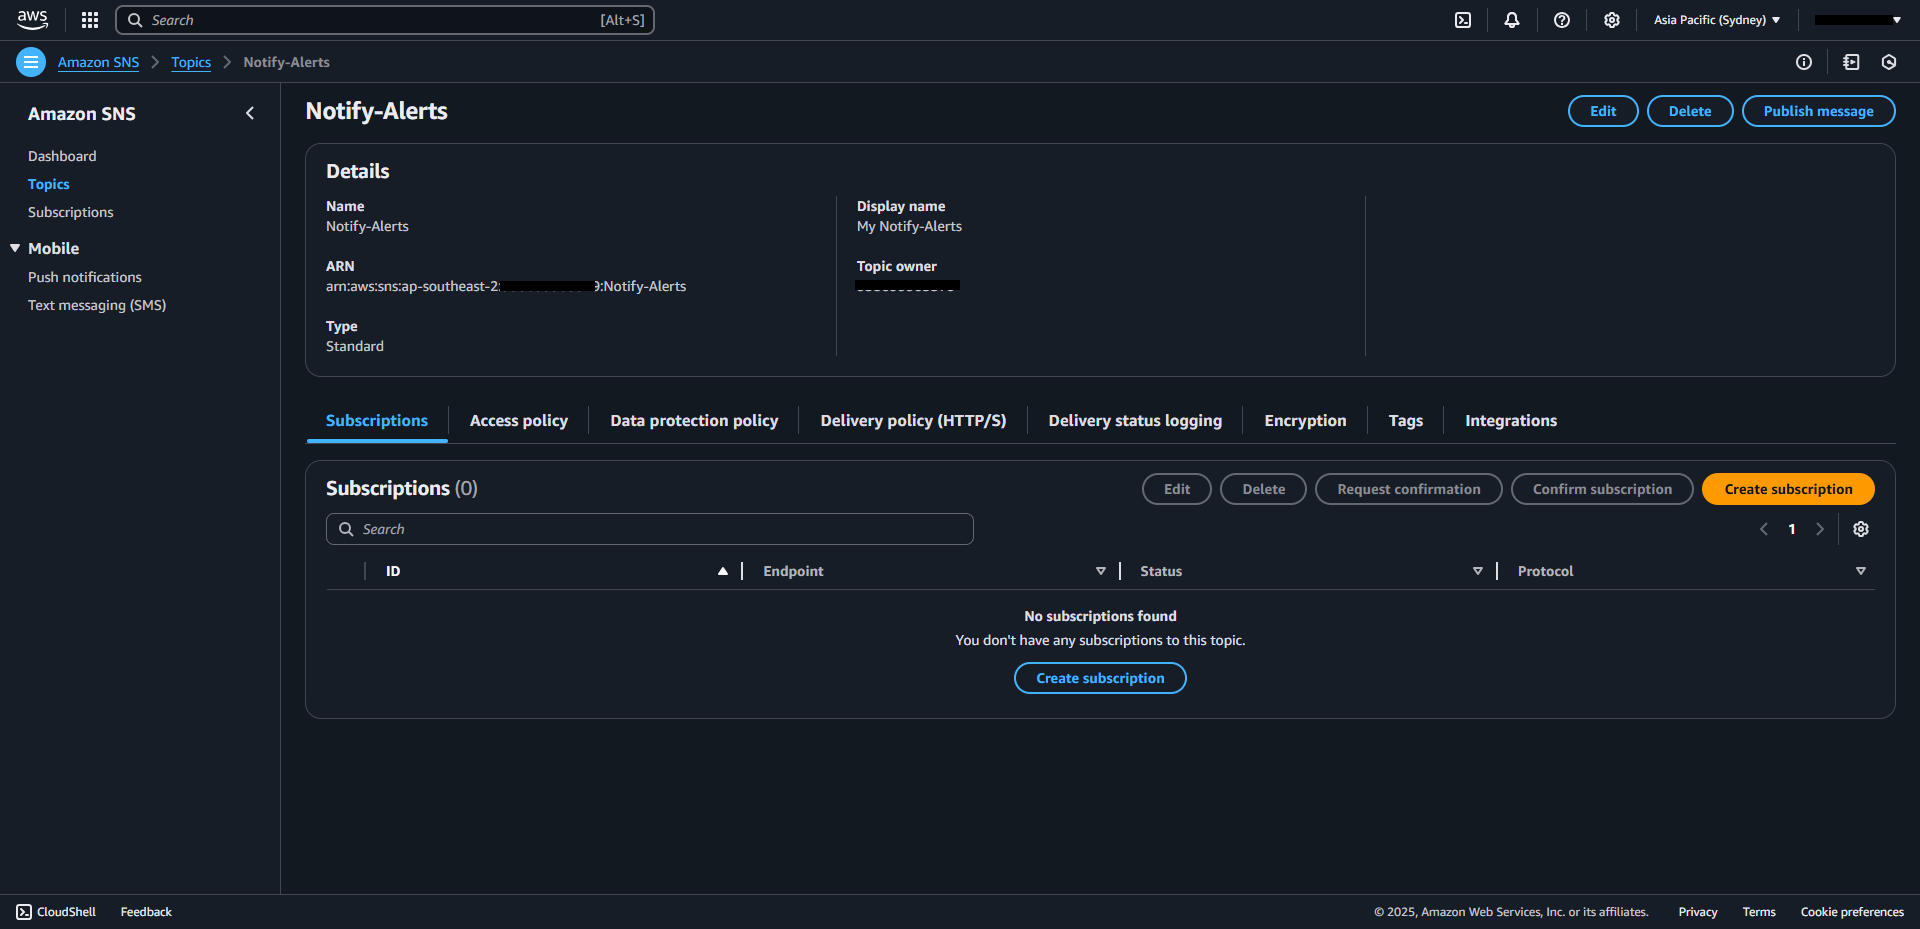 aws Search [Alt+S] Asia Pacific (Sydney)
Amazon SNS Topics Notify-Alerts
Amazon SNS
Dashboard
Topics
Subscriptions
Mobile
Push notifications
Text messaging (SMS)
Notify-Alerts Edit Delete Publish message
Details
Name
Notify-Alerts
ARN
arn:aws:sns:ap-southeast-2: 9:Notify-Alerts
Type
Standard
Display name
My Notify-Alerts
Topic owner
Subscriptions Access policy Data protection policy Delivery policy (HTTP/S) Delivery status logging Encryption Tags Integrations
Subscriptions (0) Edit Delete Request confirmation Confirm subscription Create subscription
Search 1
ID Endpoint Status Protocol
No subscriptions found
You don't have any subscriptions to this topic.
Create subscription
CloudShell Feedback © 2025, Amazon Web Services, Inc. or its affiliates. Privacy Terms Cookie preferences